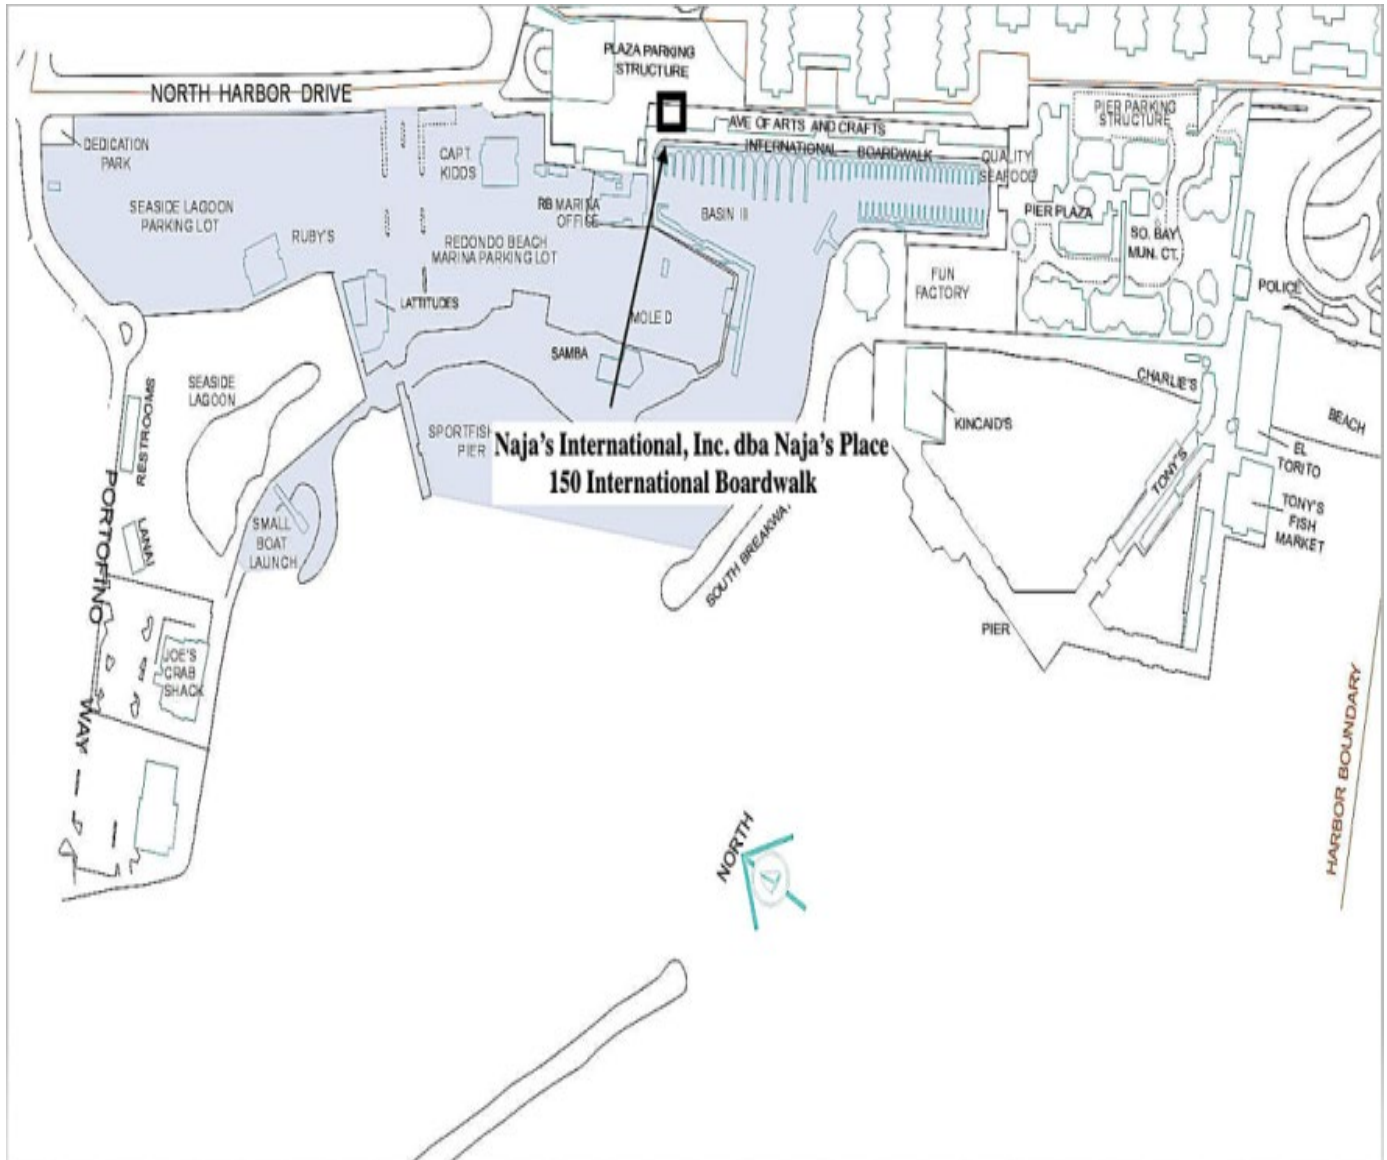 PLAZA PARKING
STRUCTURE
NORTH HARBOR DRIVE
PIER PARKING
STRUCTURE
AVE OF ARTS AND CRAFTS
DEDICATION
PARK
CAPT.
KIDDS
INTERNATIONAL BOARDWALK
QUALITY
SEAFOOD
SEASIDE LAGOON
PARKING LOT
RB MARINA
OFFICE
BASIN III
PIER PLAZA
RUBY'S
REDONDO BEACH
MARINA PARKING LOT
SO. BAY
MUN. CT.
FUN
FACTORY
POLICE
LATTITUDES
MOLE D
SAMBA
SEASIDE
LAGOON
CHARLIE'S
RESTROOMS
KINCAID'S
BEACH
SPORTFISH
PIER
Naja's International, Inc. dba Naja's Place
150 International Boardwalk
EL
TORITO
TONY'S
TONY'S
FISH
MARKET
SMALL
BOAT
LAUNCH
LANAI
SOUTH BREAKWA
PORTOFINO
WAY
PIER
JOE'S
CRAB
SHACK
HARBOR BOUNDARY
NORTH